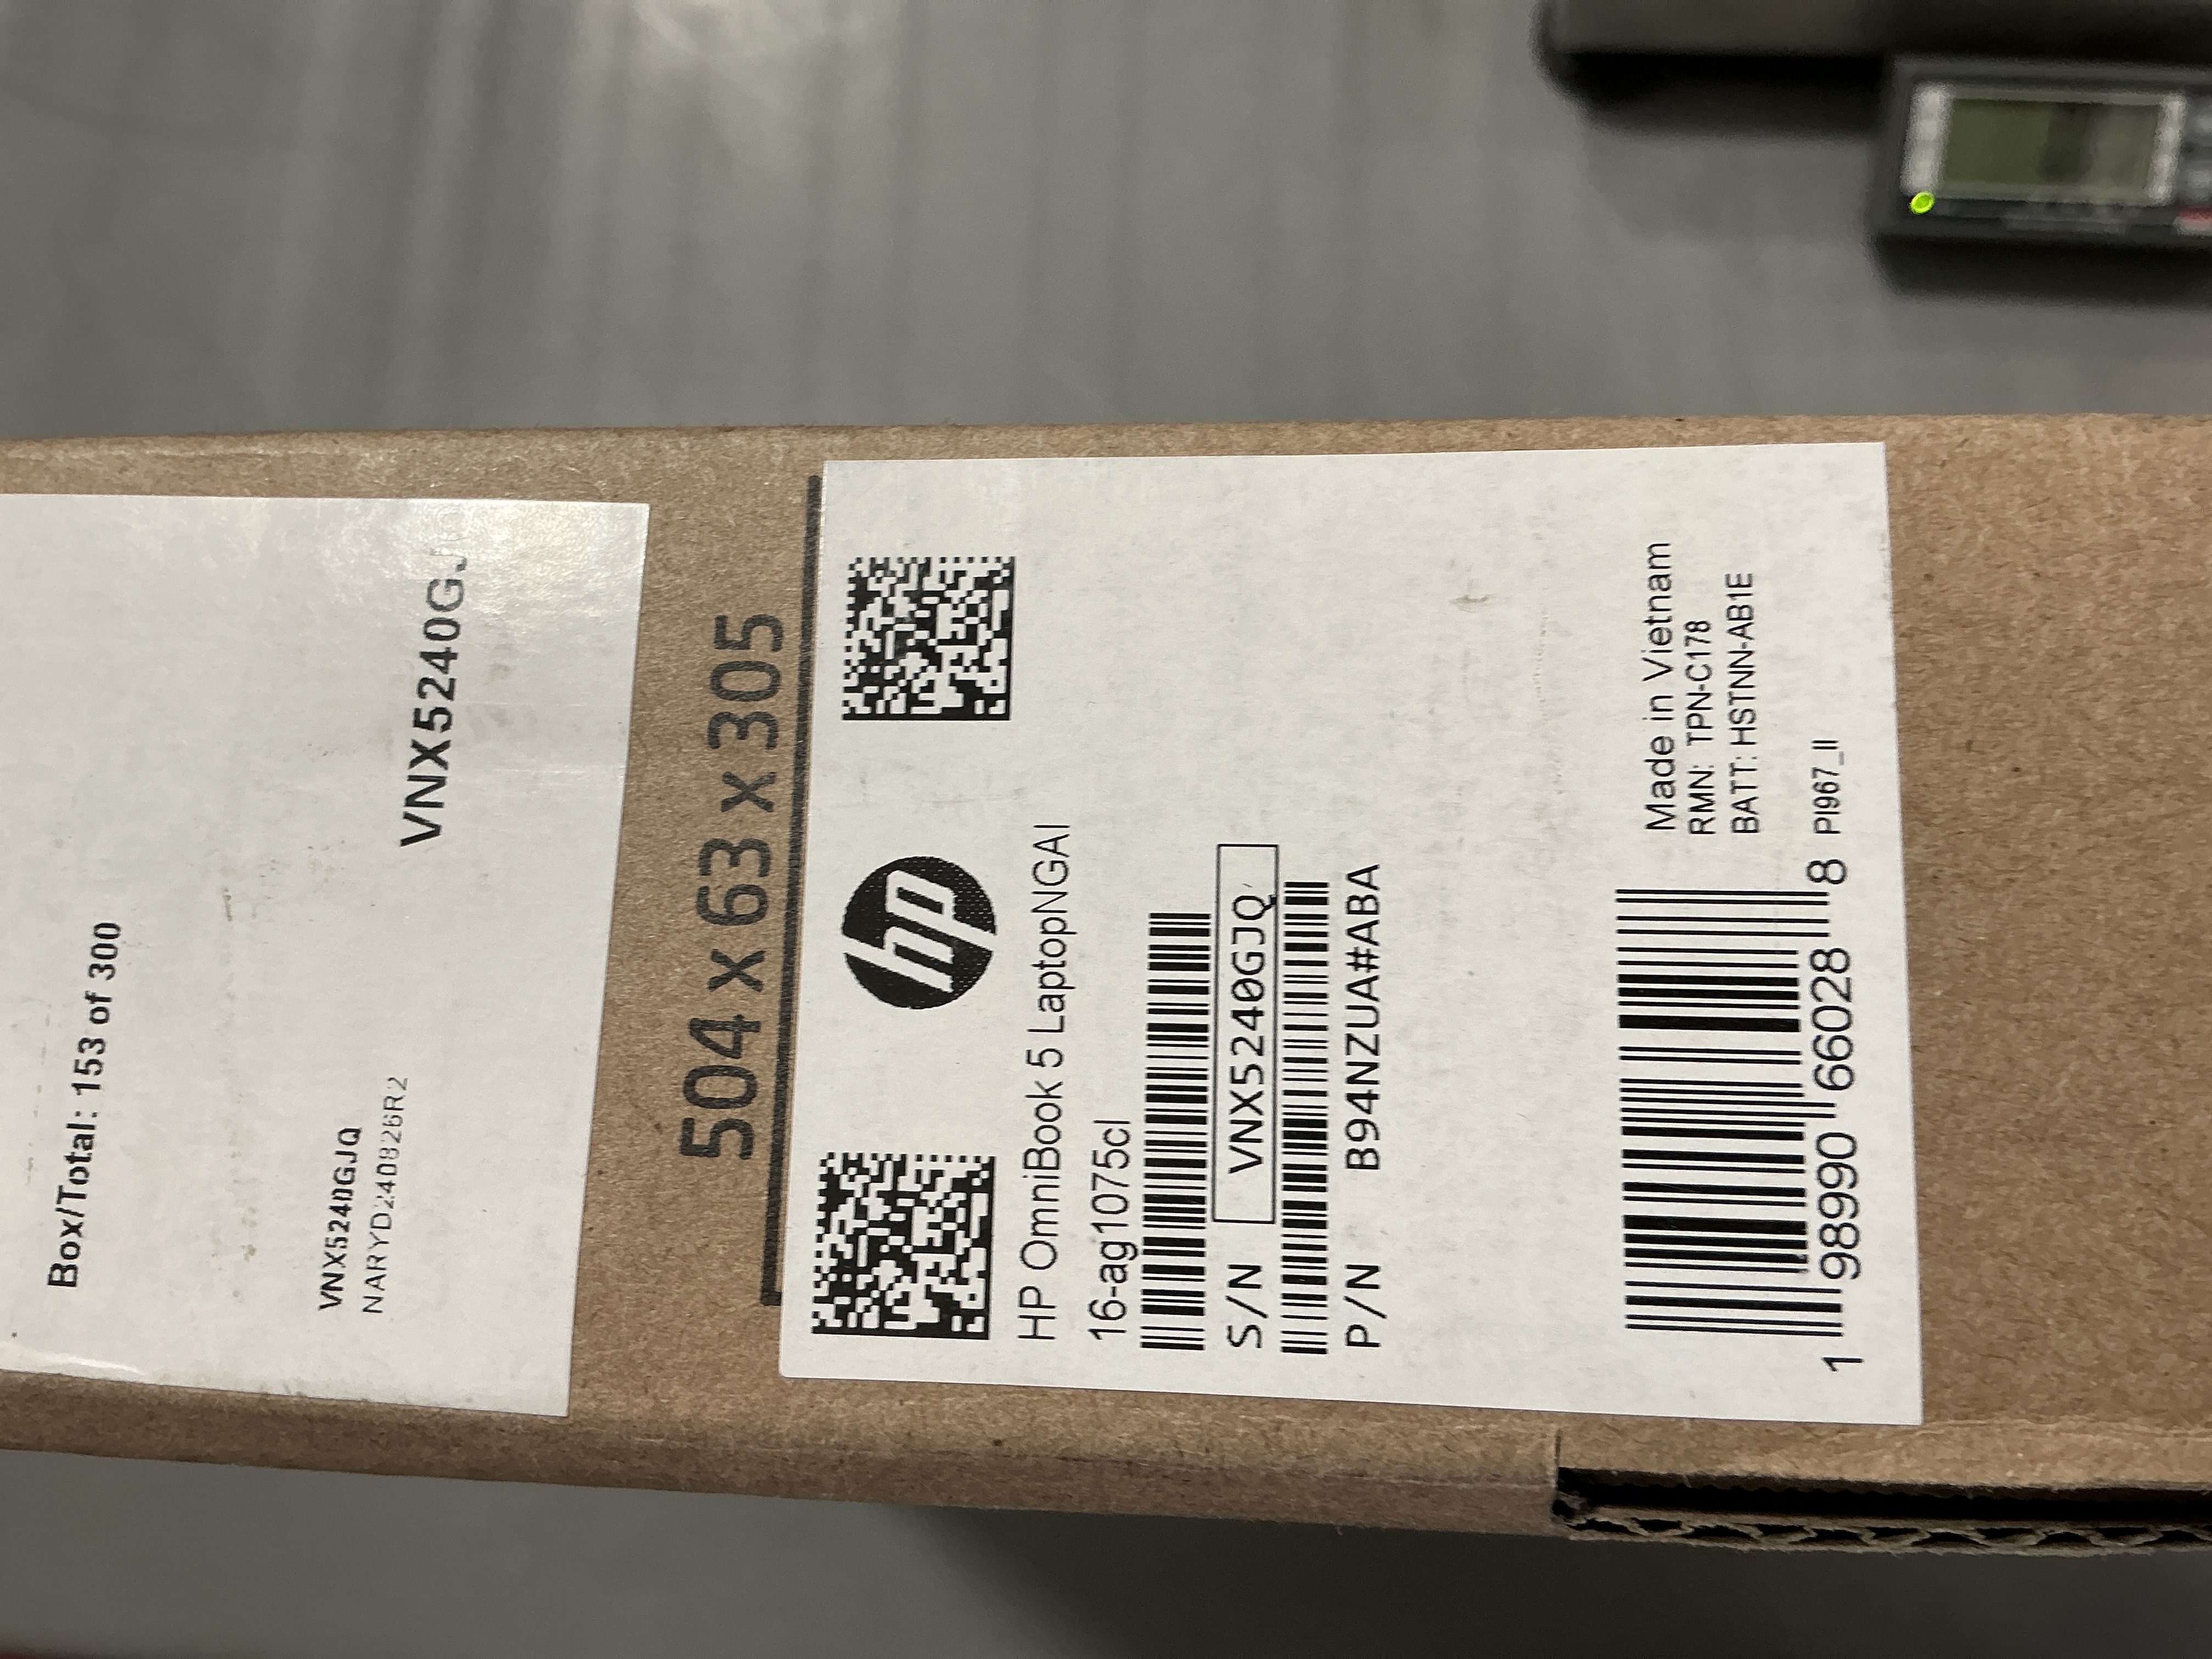 Box/Total: 153 of 300
VNX5240GJQ
NARYD240826R2
504 x 63 x 305
hp
HP OmniBook 5 LaptopNGAI
16-ag1075cl
S/N VNX5240GJQ
P/N B94NZUA#ABA
Made in Vietnam
RMN: TPN-C178
BATT: HSTNN-AB1E
1 98990 66028 8 PI967_II